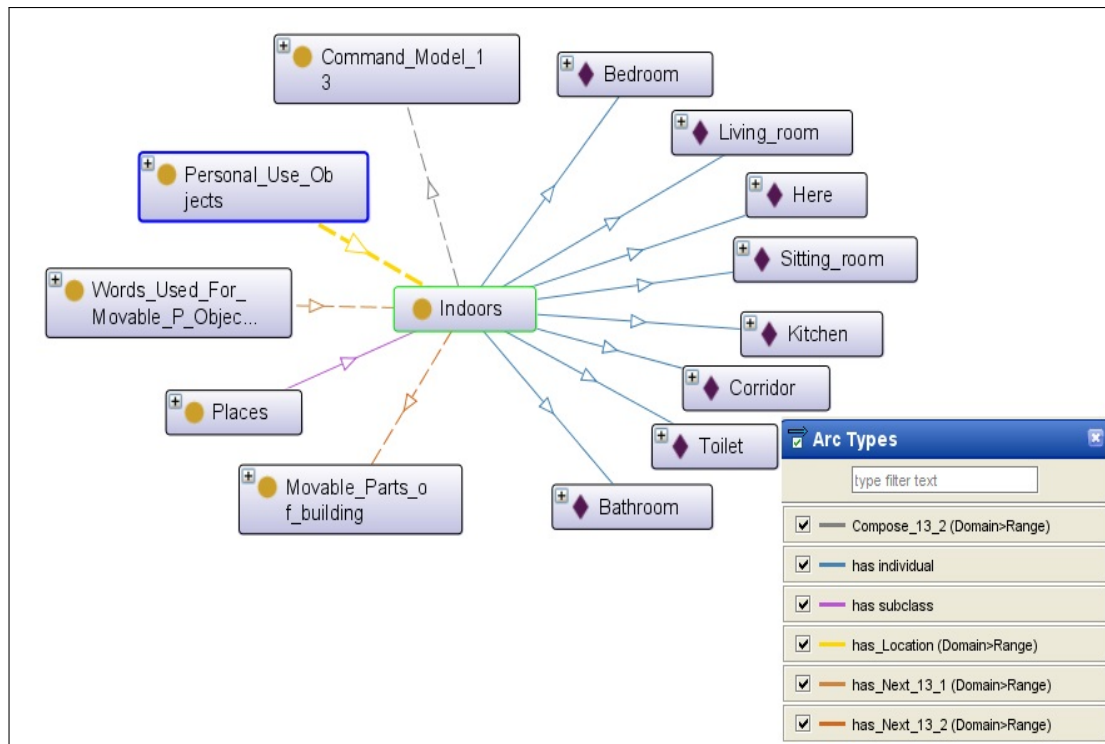 Command_Model_1
3
Bedroom
Living_room
Personal_Use_Ob
jects
Here
Sitting_room
Words_Used_For_
Movable_P_Objec...
Indoors
Kitchen
Corridor
Places
Toilet
Movable_Parts_o
f_building
Bathroom
Arc Types
type filter text
Compose_13_2 (Domain>Range)
has individual
has subclass
has_Location (Domain>Range)
has_Next_13_1 (Domain>Range)
has_Next_13_2 (Domain>Range)